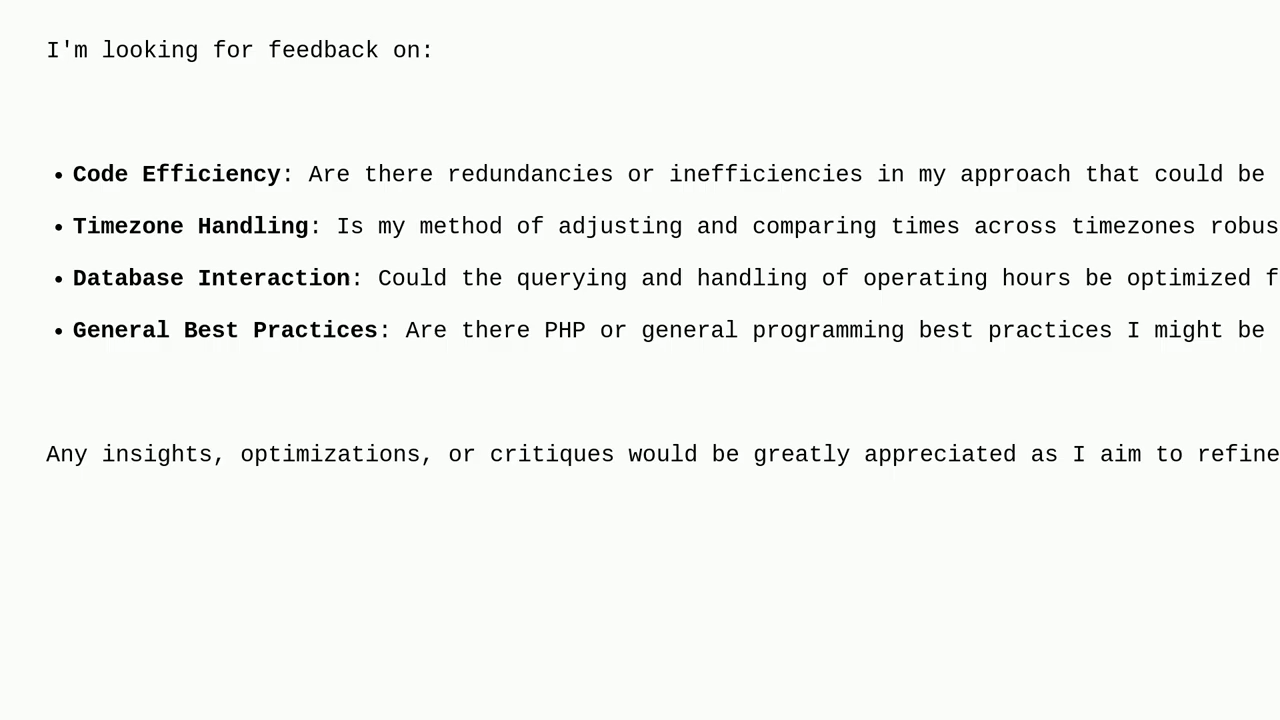 I'm looking for feedback on:
• Code Efficiency: Are there redundancies or inefficiencies in my approach that could be
• Timezone Handling: Is my method of adjusting and comparing times across timezones robus
• Database Interaction: Could the querying and handling of operating hours be optimized f
• General Best Practices: Are there PHP or general programming best practices I might be
Any insights, optimizations, or critiques would be greatly appreciated as I aim to refine